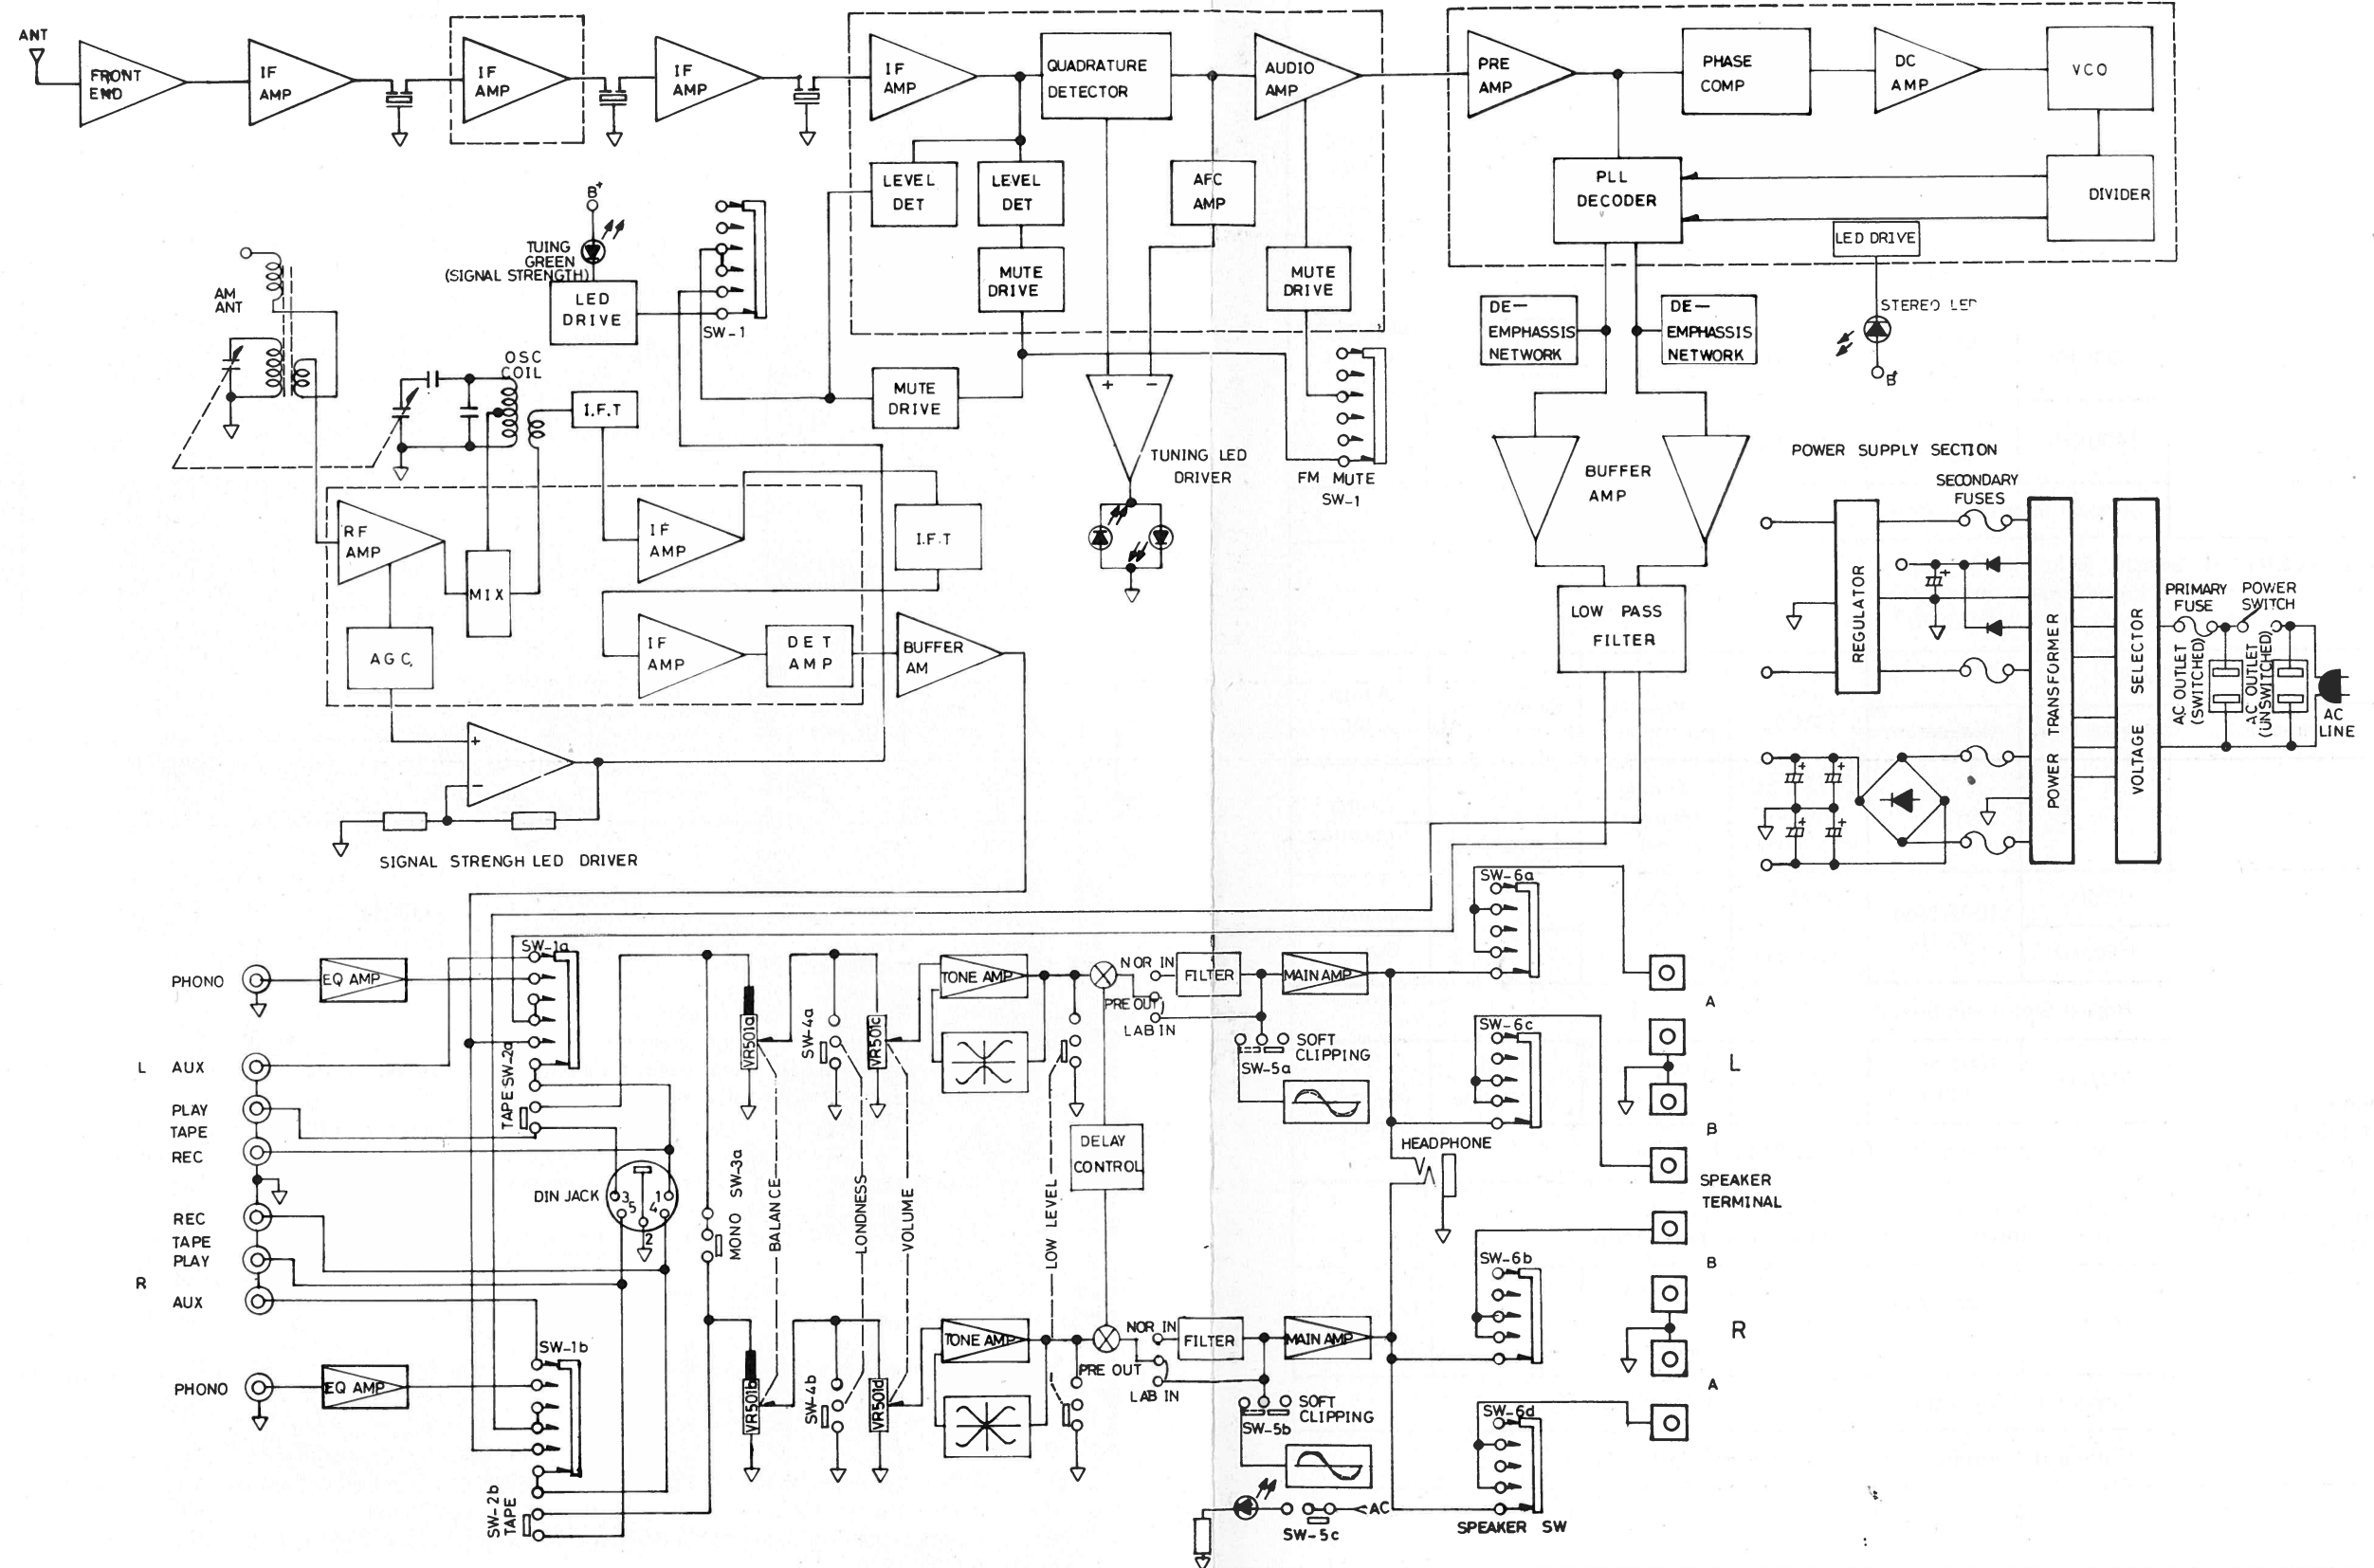 ANT
FRONT
END
IF
AMP
IF
AMP
IF
AMP
IF
AMP
QUADRATURE
DETECTOR
AUDIO
AMP
PRE
AMP
PHASE
COMP
DC
AMP
VCO
LEVEL
DET
LEVEL
DET
AFC
AMP
PLL
DECODER
DIVIDER
LED DRIVE
MUTE
DRIVE
MUTE
DRIVE
B+
TUING
GREEN
(SIGNAL STRENGTH)
LED
DRIVE
SW-1
AM
ANT
OSC
COIL
I.F.T
MUTE
DRIVE
+
−
TUNING LED
DRIVER
FM MUTE
SW-1
DE-
EMPHASSIS
NETWORK
DE-
EMPHASSIS
NETWORK
STEREO LED
B+
BUFFER
AMP
LOW PASS
FILTER
POWER SUPPLY SECTION
SECONDARY
FUSES
REGULATOR
+
POWER TRANSFORMER
VOLTAGE SELECTOR
PRIMARY
FUSE
POWER
SWITCH
AC OUTLET
(SWITCHED)
AC OUTLET
(UNSWITCHED)
AC
LINE
+
+
+
+
RF
AMP
MIX
AGC
IF
AMP
I.F.T
IF
AMP
DET
AMP
BUFFER
AM
+
−
SIGNAL STRENGH LED DRIVER
PHONO
EQ AMP
SW-1a
L
AUX
PLAY
TAPE
REC
TAPE SW-2a
DIN JACK
3
1
5
4
2
REC
TAPE
PLAY
R
AUX
PHONO
EQ AMP
SW-1b
SW-2b
TAPE
MONO SW-3a
VR501a
BALANCE
SW-4a
LONDNESS
VR501c
VOLUME
TONE AMP
LOW LEVEL
DELAY
CONTROL
NOR IN
PRE OUT
LAB IN
FILTER
MAIN AMP
SOFT
CLIPPING
SW-5a
HEADPHONE
SW-6a
SW-6c
A
L
B
SPEAKER
TERMINAL
SW-6b
B
R
A
SW-6d
SPEAKER SW
VR501b
SW-4b
VR501d
TONE AMP
NOR IN
PRE OUT
LAB IN
FILTER
MAIN AMP
SOFT
CLIPPING
SW-5b
AC
SW-5c